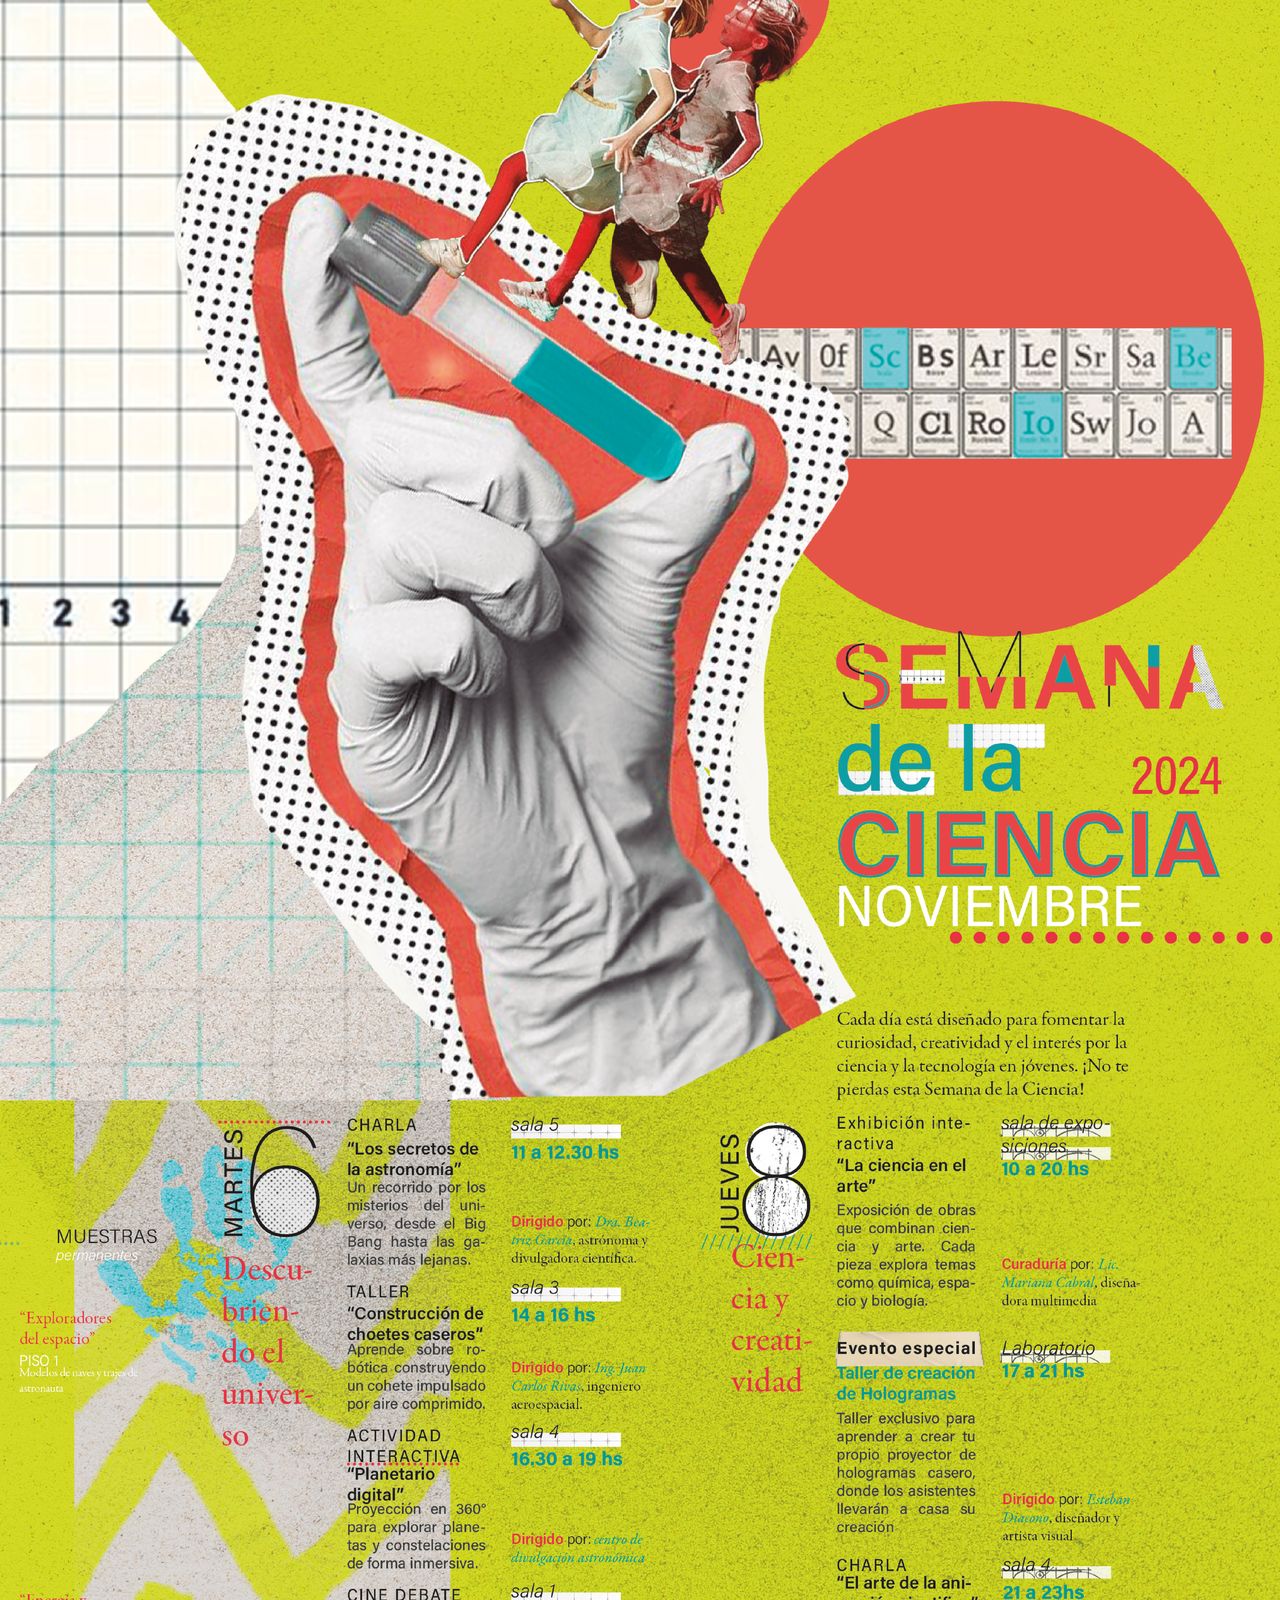 1 2 3 4
Av Of Sc Bs Ar Le Sr Sa Be
Q Cl Ro Io Sw Jo A
SEMANA
de la
2024
CIENCIA
NOVIEMBRE
Cada día está diseñado para fomentar la
curiosidad, creatividad y el interés por la
ciencia y la tecnología en jóvenes. ¡No te
pierdas esta Semana de la Ciencia!
MUESTRAS
permanentes
“Exploradores
del espacio”
PISO 1
Modelos de naves y trajes de
astronauta
“Energía y
MARTES
6
Descu-
brien-
do el
univer-
so
CHARLA
“Los secretos de
la astronomía”
Un recorrido por los
misterios del uni-
verso, desde el Big
Bang hasta las ga-
laxias más lejanas.
sala 5
11 a 12.30 hs
Dirigido por: Dra. Bea-
triz García, astrónoma y
divulgadora científica.
TALLER
“Construcción de
choetes caseros”
Aprende sobre ro-
bótica construyendo
un cohete impulsado
por aire comprimido.
sala 3
14 a 16 hs
Dirigido por: Ing. Juan
Carlos Rivas, ingeniero
aeroespacial.
ACTIVIDAD
INTERACTIVA
“Planetario
digital”
Proyección en 360°
para explorar plane-
tas y constelaciones
de forma inmersiva.
sala 4
16,30 a 19 hs
Dirigido por: centro de
divulgación astronómica
CINE DEBATE
sala 1
JUEVES
8
Cien-
cia y
creati-
vidad
Exhibición inte-
ractiva
“La ciencia en el
arte”
Exposición de obras
que combinan cien-
cia y arte. Cada
pieza explora temas
como química, espa-
cio y biología.
sala de expo-
siciones
10 a 20 hs
Curaduría por: Lic.
Mariana Cabral, diseña-
dora multimedia
Evento especial
Taller de creación
de Hologramas
Taller exclusivo para
aprender a crear tu
propio proyector de
hologramas casero,
donde los asistentes
llevarán a casa su
creación
Laboratorio
17 a 21 hs
Dirigido por: Esteban
Diácono, diseñador y
artista visual
CHARLA
“El arte de la ani-
sala 4
21 a 23hs